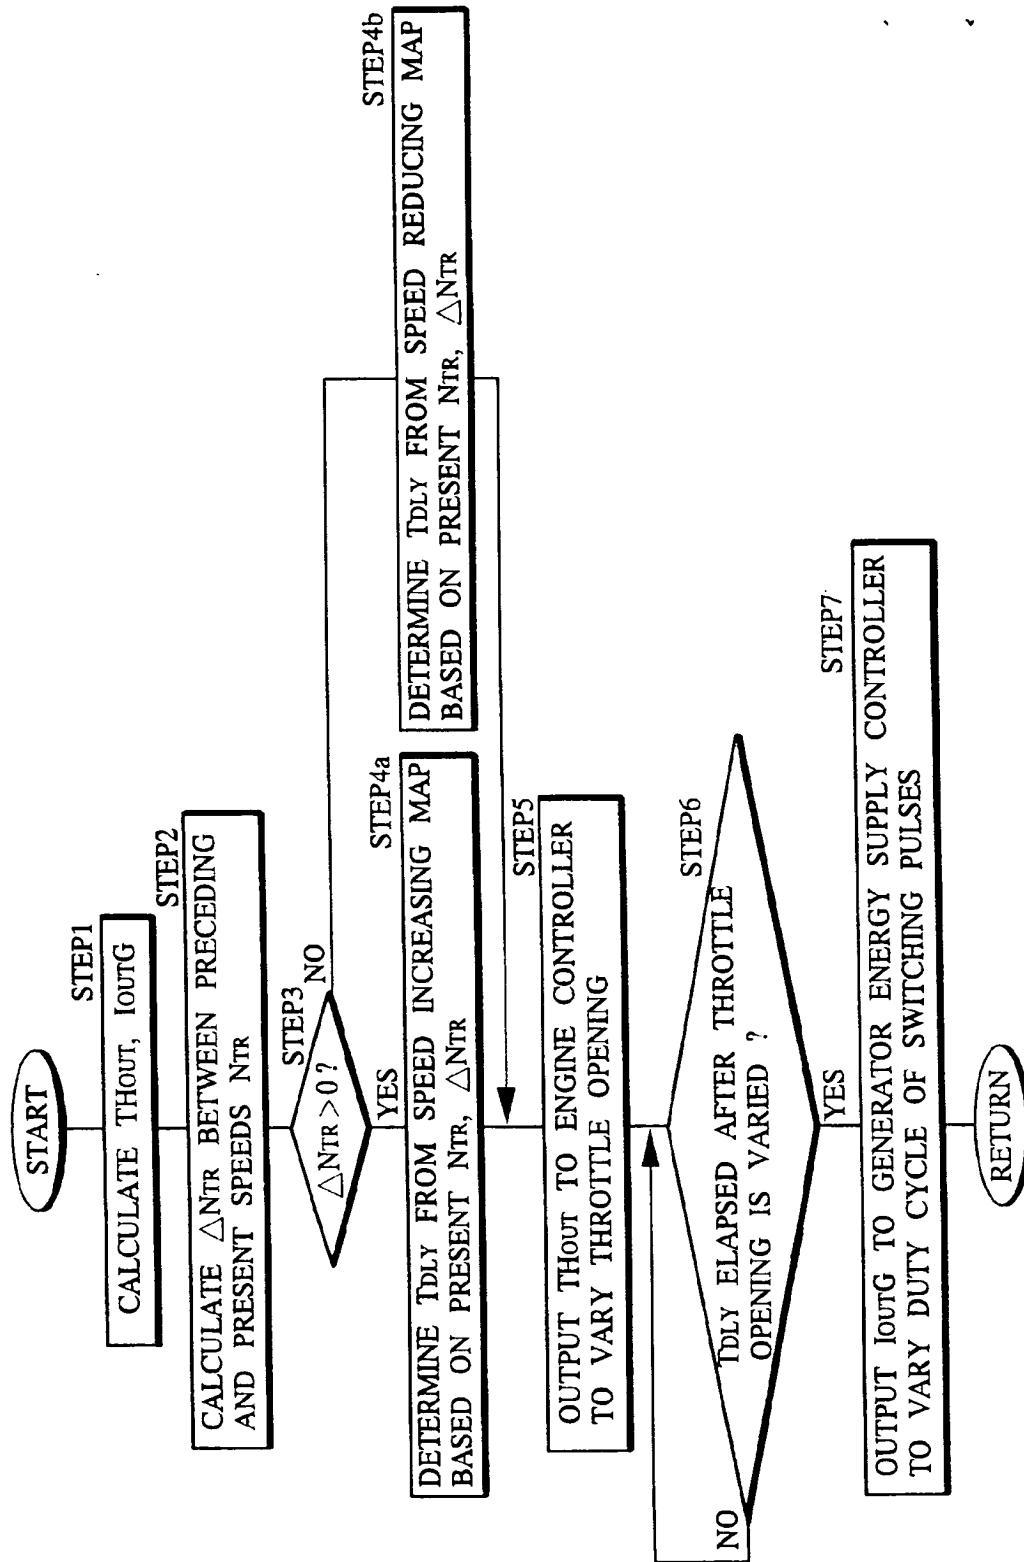 START
STEP1
CALCULATE THOUT, IOUTG
STEP2
CALCULATE △NTR BETWEEN PRECEDING
AND PRESENT SPEEDS NTR
STEP3
△NTR>0?
NO
YES
STEP4a
DETERMINE TDLY FROM SPEED INCREASING MAP
BASED ON PRESENT NTR, △NTR
STEP4b
DETERMINE TDLY FROM SPEED REDUCING MAP
BASED ON PRESENT NTR, △NTR
STEP5
OUTPUT THOUT TO ENGINE CONTROLLER
TO VARY THROTTLE OPENING
STEP6
TDLY ELAPSED AFTER THROTTLE
OPENING IS VARIED ?
NO
YES
STEP7
OUTPUT IOUTG TO GENERATOR ENERGY SUPPLY CONTROLLER
TO VARY DUTY CYCLE OF SWITCHING PULSES
RETURN